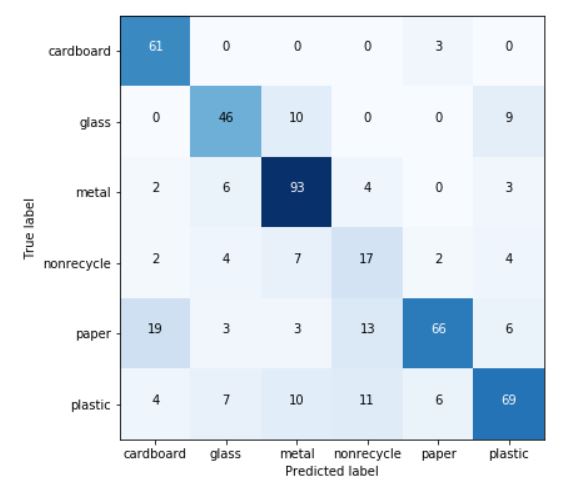 cardboard 61 0 0 0 3 0
glass 0 46 10 0 0 9
metal 2 6 93 4 0 3
nonrecycle 2 4 7 17 2 4
paper 19 3 3 13 66 6
plastic 4 7 10 11 6 69
True label
cardboard glass metal nonrecycle paper plastic
Predicted label